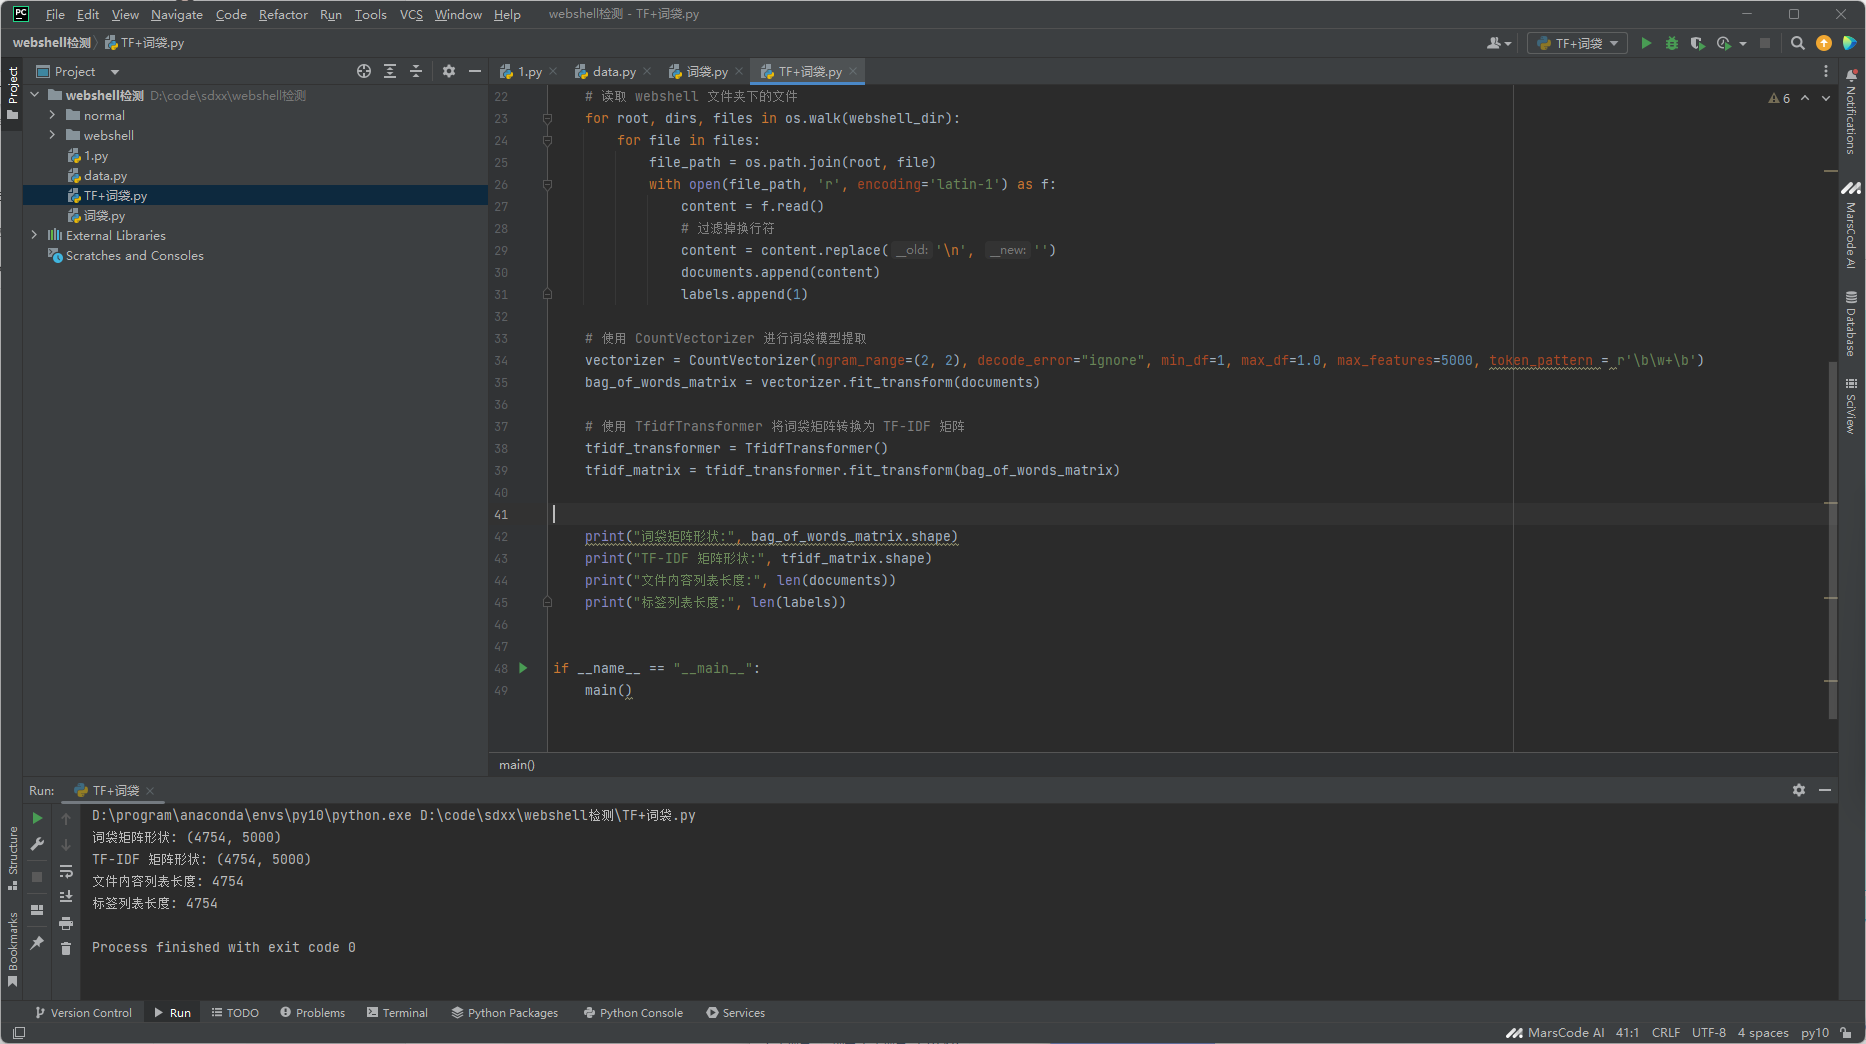 PC File Edit View Navigate Code Refactor Run Tools VCS Window Help webshell检测 - TF+词袋.py
webshell检测 TF+词袋.py
TF+词袋
Project
1.py
data.py
词袋.py
TF+词袋.py
Project
webshell检测 D:\code\sdxx\webshell检测
normal
webshell
1.py
data.py
TF+词袋.py
词袋.py
External Libraries
Scratches and Consoles
6
22 # 读取 webshell 文件夹下的文件
23 for root, dirs, files in os.walk(webshell_dir):
24 for file in files:
25 file_path = os.path.join(root, file)
26 with open(file_path, 'r', encoding='latin-1') as f:
27 content = f.read()
28 # 过滤掉换行符
29 content = content.replace( __old: '\n', __new: '')
30 documents.append(content)
31 labels.append(1)
32
33 # 使用 CountVectorizer 进行词袋模型提取
34 vectorizer = CountVectorizer(ngram_range=(2, 2), decode_error="ignore", min_df=1, max_df=1.0, max_features=5000, token_pattern = r'\b\w+\b')
35 bag_of_words_matrix = vectorizer.fit_transform(documents)
36
37 # 使用 TfidfTransformer 将词袋矩阵转换为 TF-IDF 矩阵
38 tfidf_transformer = TfidfTransformer()
39 tfidf_matrix = tfidf_transformer.fit_transform(bag_of_words_matrix)
40
41
42 print("词袋矩阵形状:", bag_of_words_matrix.shape)
43 print("TF-IDF 矩阵形状:", tfidf_matrix.shape)
44 print("文件内容列表长度:", len(documents))
45 print("标签列表长度:", len(labels))
46
47
48 if __name__ == "__main__":
49 main()
main()
Notifications
MarsCode AI
Database
SciView
Run: TF+词袋
D:\program\anaconda\envs\py10\python.exe D:\code\sdxx\webshell检测\TF+词袋.py
词袋矩阵形状: (4754, 5000)
TF-IDF 矩阵形状: (4754, 5000)
文件内容列表长度: 4754
标签列表长度: 4754
Process finished with exit code 0
Structure
Bookmarks
Version Control Run TODO Problems Terminal Python Packages Python Console Services
MarsCode AI 41:1 CRLF UTF-8 4 spaces py10